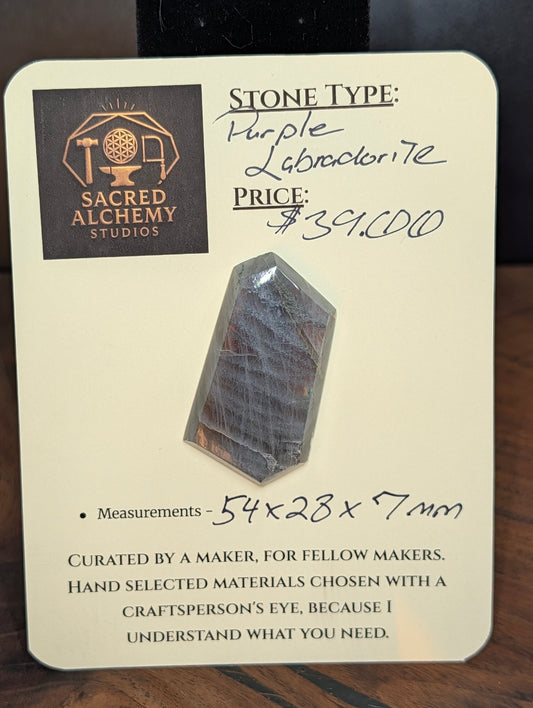 SACRED
ALCHEMY
STUDIOS
STONE TYPE:
Purple
Labradorite
PRICE:
$39.00
• Measurements - 54x28x7mm
CURATED BY A MAKER, FOR FELLOW MAKERS.
HAND SELECTED MATERIALS CHOSEN WITH A
CRAFTSPERSON'S EYE, BECAUSE I
UNDERSTAND WHAT YOU NEED.